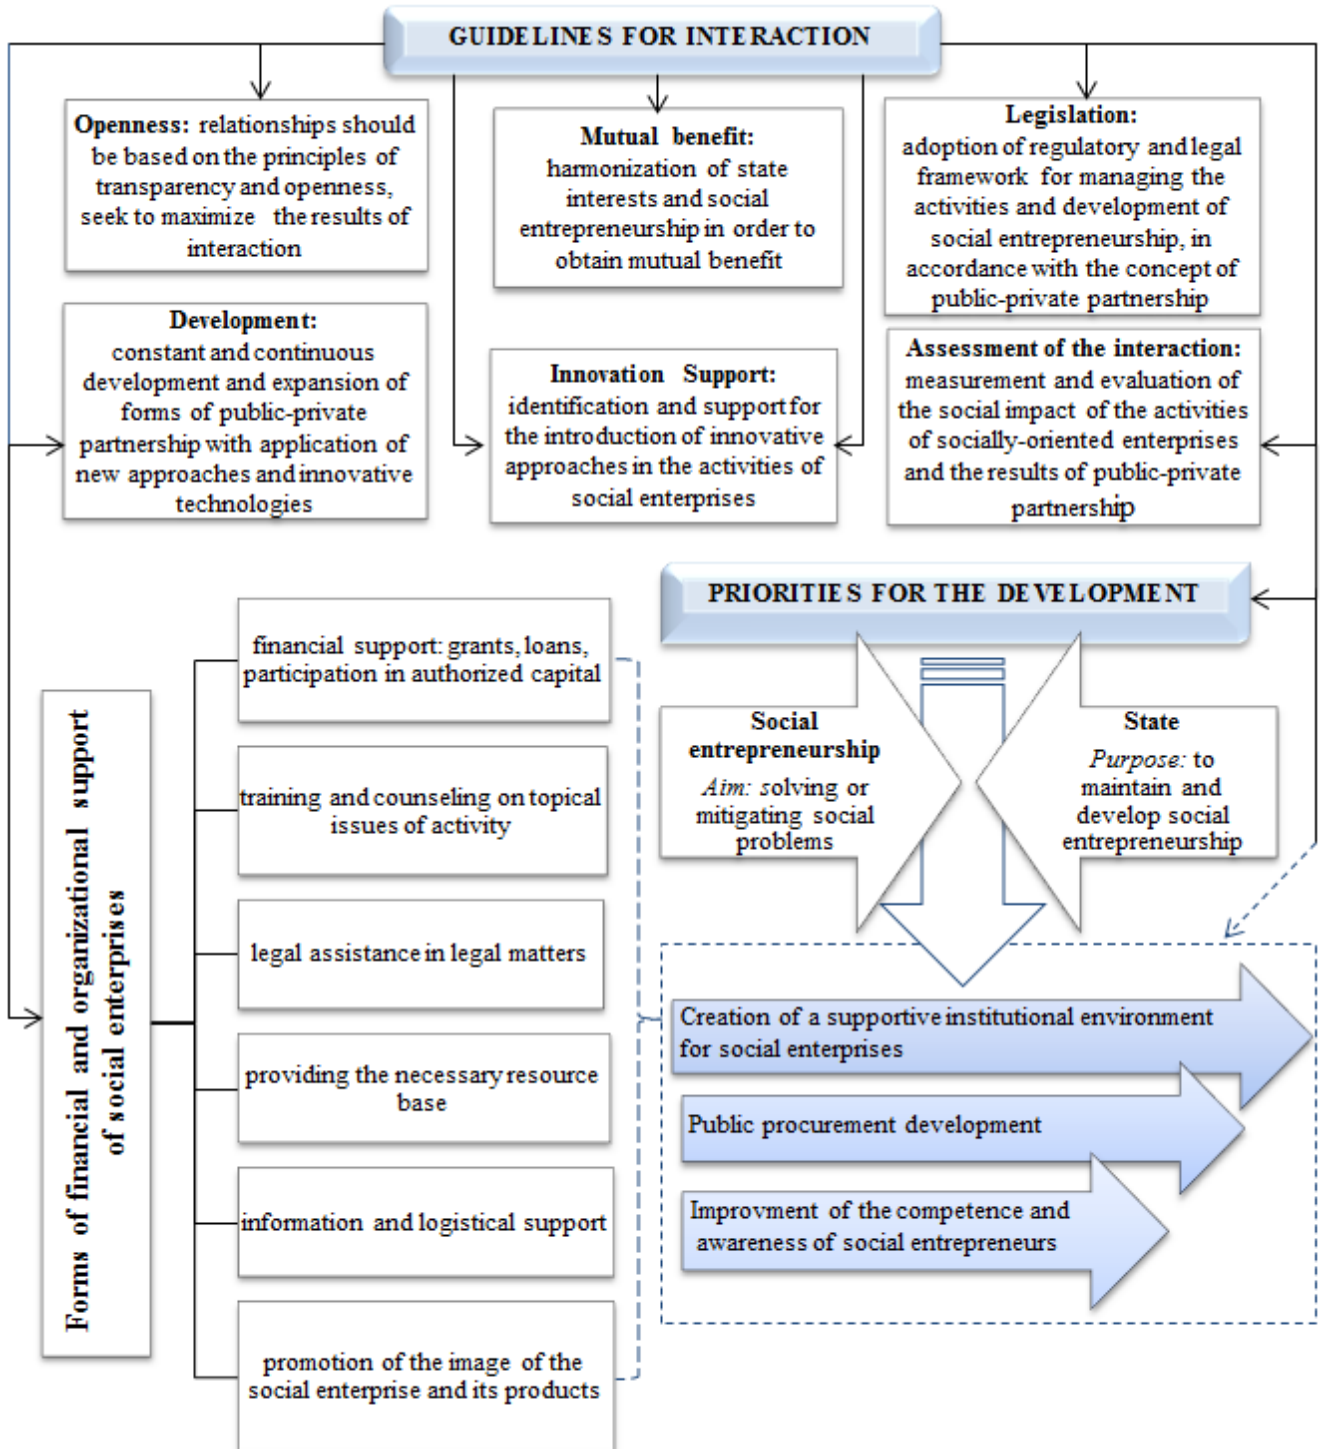 GUIDELINES FOR INTERACTION
Openness: relationships should
be based on the principles of
transparency and openness,
seek to maximize the results of
interaction
Mutual benefit:
harmonization of state
interests and social
entrepreneurship in order to
obtain mutual benefit
Legislation:
adoption of regulatory and legal
framework for managing the
activities and development of
social entrepreneurship, in
accordance with the concept of
public-private partnership
Development:
constant and continuous
development and expansion of
forms of public-private
partnership with application of
new approaches and innovative
technologies
Innovation Support:
identification and support for
the introduction of innovative
approaches in the activities of
social enterprises
Assessment of the interaction:
measurement and evaluation of
the social impact of the activities
of socially-oriented enterprises
and the results of public-private
partnership
PRIORITIES FOR THE DEVELOPMENT
Social
entrepreneurship
Aim: solving or
mitigating social
problems
State
Purpose: to
maintain and
develop social
entrepreneurship
Forms of financial and organizational support
of social enterprises
financial support: grants, loans,
participation in authorized capital
training and counseling on topical
issues of activity
legal assistance in legal matters
providing the necessary resource
base
information and logistical support
promotion of the image of the
social enterprise and its products
Creation of a supportive institutional environment
for social enterprises
Public procurement development
Improvment of the competence and
awareness of social entrepreneurs